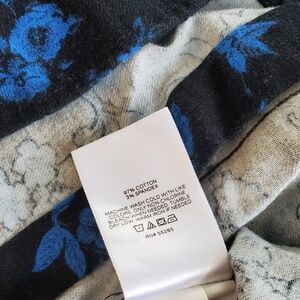 97% COTTON
3% SPANDEX
MACHINE WASH COLD WITH LIKE
COLORS. ONLY NON-CHLORINE
BLEACH WHEN NEEDED. TUMBLE
DRY LOW. WARM IRON IF NEEDED.
RN# 55285